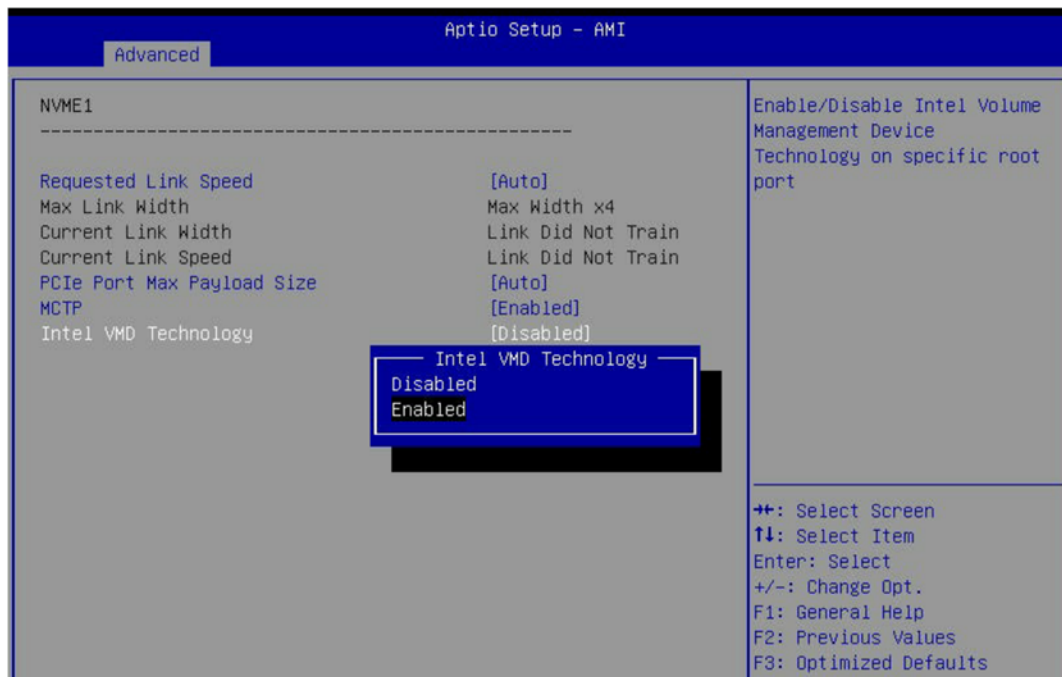 Aptio Setup – AMI
Advanced
NVME1
--------------------------------------------------
Requested Link Speed [Auto]
Max Link Width Max Width x4
Current Link Width Link Did Not Train
Current Link Speed Link Did Not Train
PCIe Port Max Payload Size [Auto]
MCTP [Enabled]
Intel VMD Technology [Disabled]
Intel VMD Technology
Disabled
Enabled
Enable/Disable Intel Volume
Management Device
Technology on specific root
port
→←: Select Screen
↑↓: Select Item
Enter: Select
+/-: Change Opt.
F1: General Help
F2: Previous Values
F3: Optimized Defaults